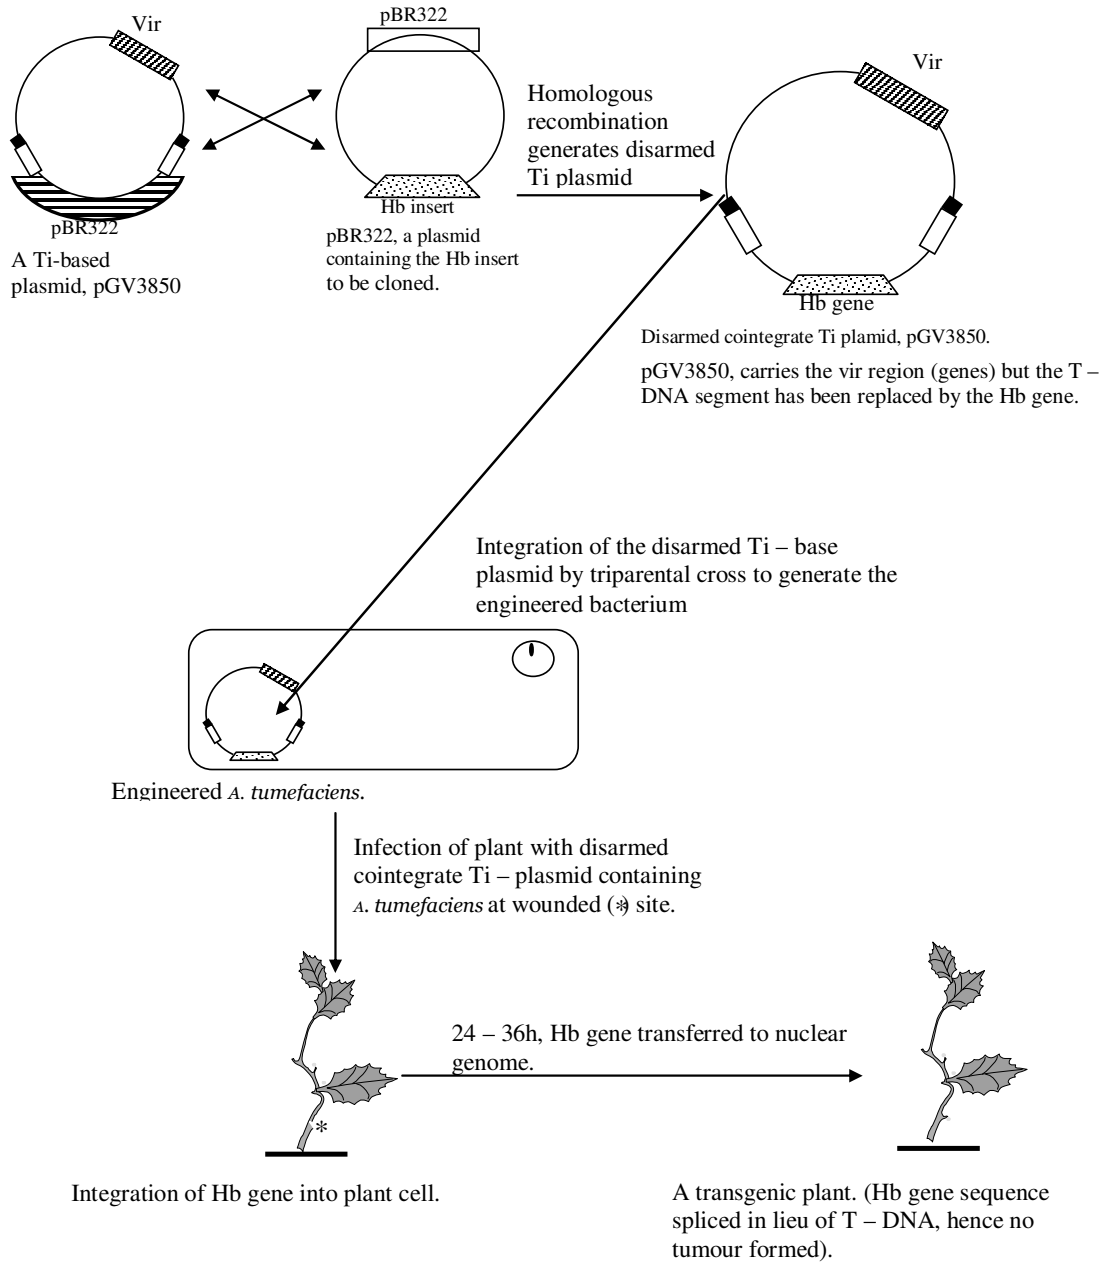 Vir
pBR322
pBR322
A Ti-based
plasmid, pGV3850
Hb insert
pBR322, a plasmid
containing the Hb insert
to be cloned.
Homologous
recombination
generates disarmed
Ti plasmid
Vir
Hb gene
Disarmed cointegrate Ti plamid, pGV3850.
pGV3850, carries the vir region (genes) but the T –
DNA segment has been replaced by the Hb gene.
Integration of the disarmed Ti – base
plasmid by triparental cross to generate the
engineered bacterium
Engineered A. tumefaciens.
Infection of plant with disarmed
cointegrate Ti – plasmid containing
A. tumefaciens at wounded (*) site.
24 – 36h, Hb gene transferred to nuclear
genome.
*
Integration of Hb gene into plant cell.
A transgenic plant. (Hb gene sequence
spliced in lieu of T – DNA, hence no
tumour formed).